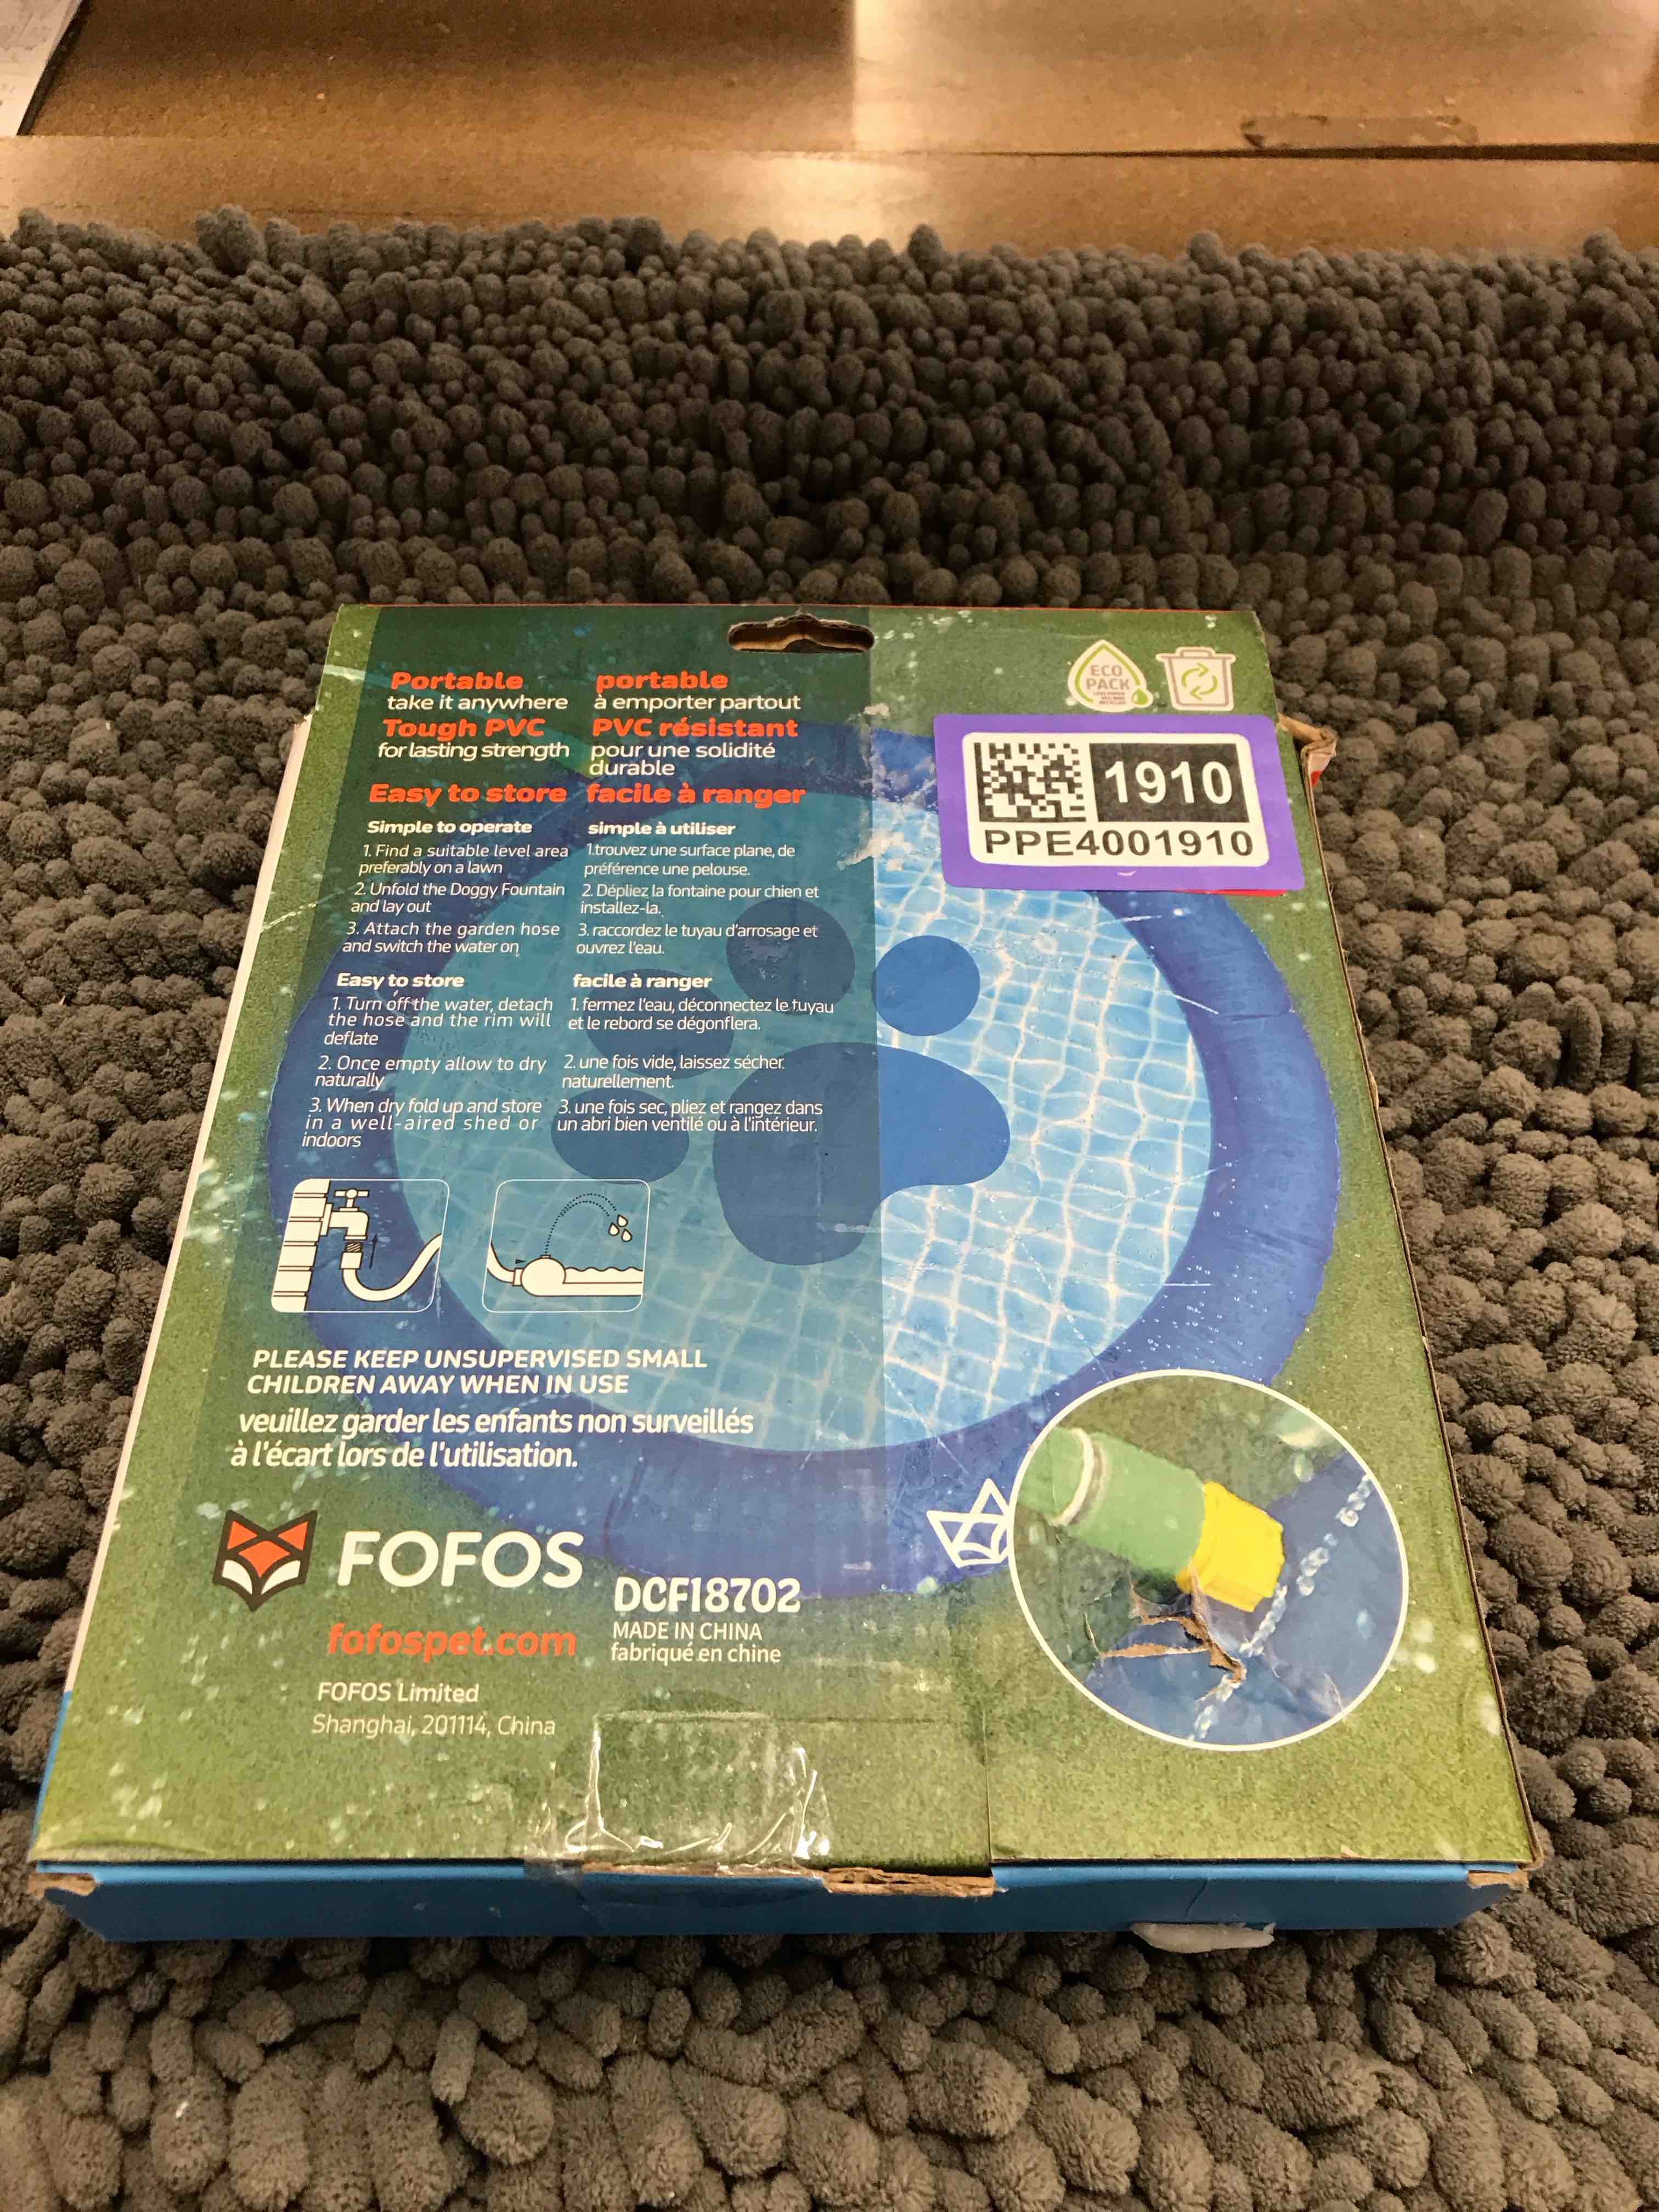 Portable
take it anywhere
Tough PVC
for lasting strength
Easy to store
Simple to operate
1. Find a suitable level area
preferably on a lawn
2. Unfold the Doggy Fountain
and lay out
3. Attach the garden hose
and switch the water on
Easy to store
1. Turn off the water, detach
the hose and the rim will
deflate
2. Once empty allow to dry
naturally
3. When dry fold up and store
in a well-aired shed or
indoors
portable
à emporter partout
PVC résistant
pour une solidité
durable
facile à ranger
simple à utiliser
1.trouvez une surface plane, de
préférence une pelouse.
2. Dépliez la fontaine pour chien et
installez-la.
3. raccordez le tuyau d'arrosage et
ouvrez l'eau.
facile à ranger
1. fermez l'eau, déconnectez le tuyau
et le rebord se dégonflera.
2. une fois vide, laissez sécher
naturellement.
3. une fois sec, pliez et rangez dans
un abri bien ventilé ou à l'intérieur.
ECO
PACK
1910
PPE4001910
PLEASE KEEP UNSUPERVISED SMALL
CHILDREN AWAY WHEN IN USE
veuillez garder les enfants non surveillés
à l'écart lors de l'utilisation.
FOFOS
fofospet.com
DCF18702
MADE IN CHINA
fabriqué en chine
FOFOS Limited
Shanghai, 201114, China